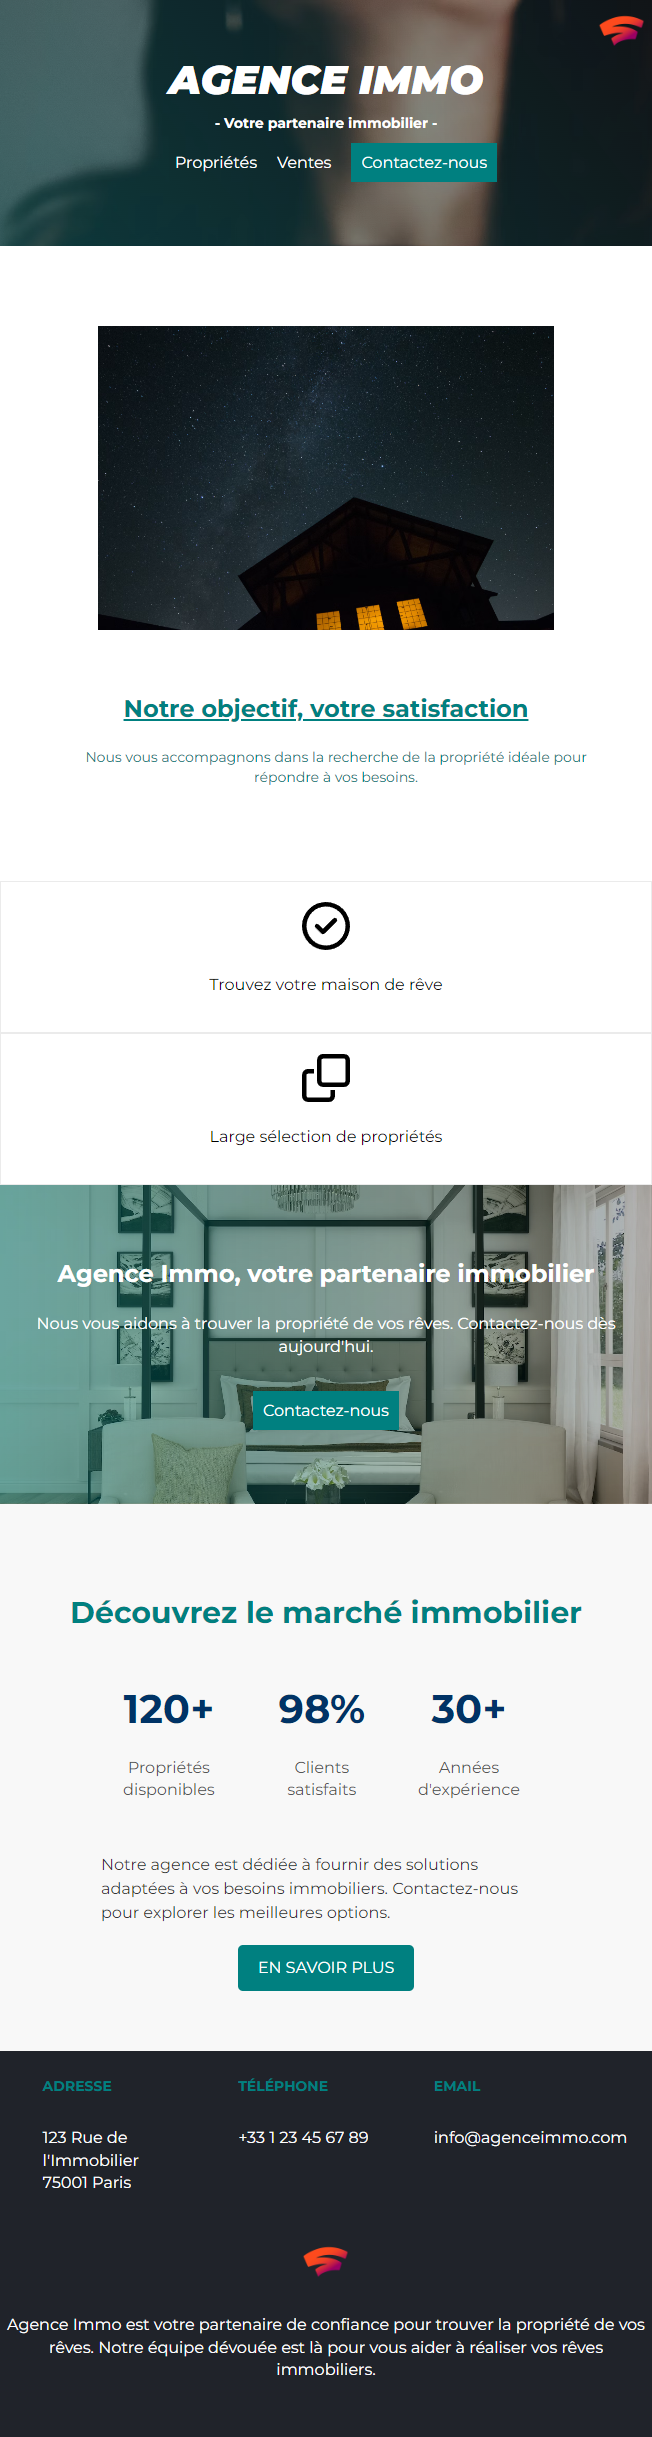 AGENCE IMMO
- Votre partenaire immobilier -
Propriétés Ventes Contactez-nous
Notre objectif, votre satisfaction
Nous vous accompagnons dans la recherche de la propriété idéale pour
répondre à vos besoins.
Trouvez votre maison de rêve
Large sélection de propriétés
Agence Immo, votre partenaire immobilier
Nous vous aidons à trouver la propriété de vos rêves. Contactez-nous dès
aujourd'hui.
Contactez-nous
Découvrez le marché immobilier
120+ 98% 30+
Propriétés Clients Années
disponibles satisfaits d'expérience
Notre agence est dédiée à fournir des solutions
adaptées à vos besoins immobiliers. Contactez-nous
pour explorer les meilleures options.
EN SAVOIR PLUS
ADRESSE TÉLÉPHONE EMAIL
123 Rue de +33 1 23 45 67 89 info@agenceimmo.com
l'Immobilier
75001 Paris
Agence Immo est votre partenaire de confiance pour trouver la propriété de vos
rêves. Notre équipe dévouée est là pour vous aider à réaliser vos rêves
immobiliers.